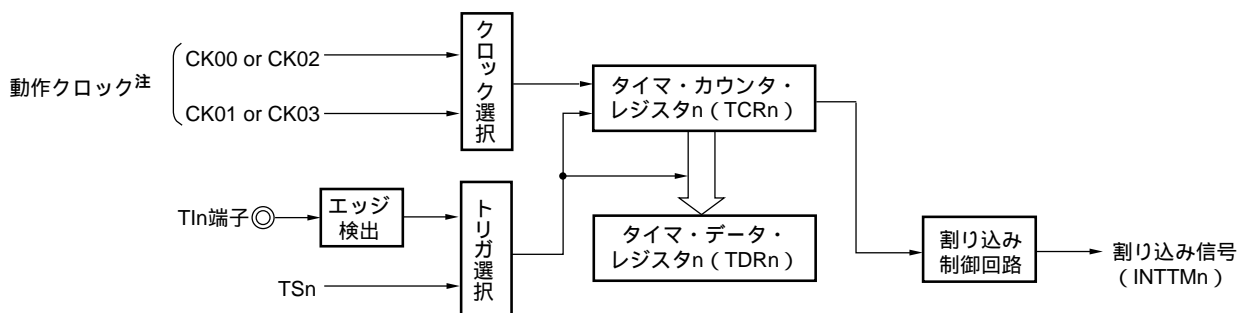 動作クロック注
CK00 or CK02
CK01 or CK03
クロック選択
タイマ・カウンタ・
レジスタn（TCRn）
TIn端子
エッジ
検出
TSn
トリガ選択
タイマ・データ・
レジスタn（TDRn）
割り込み
制御回路
割り込み信号
（INTTMn）